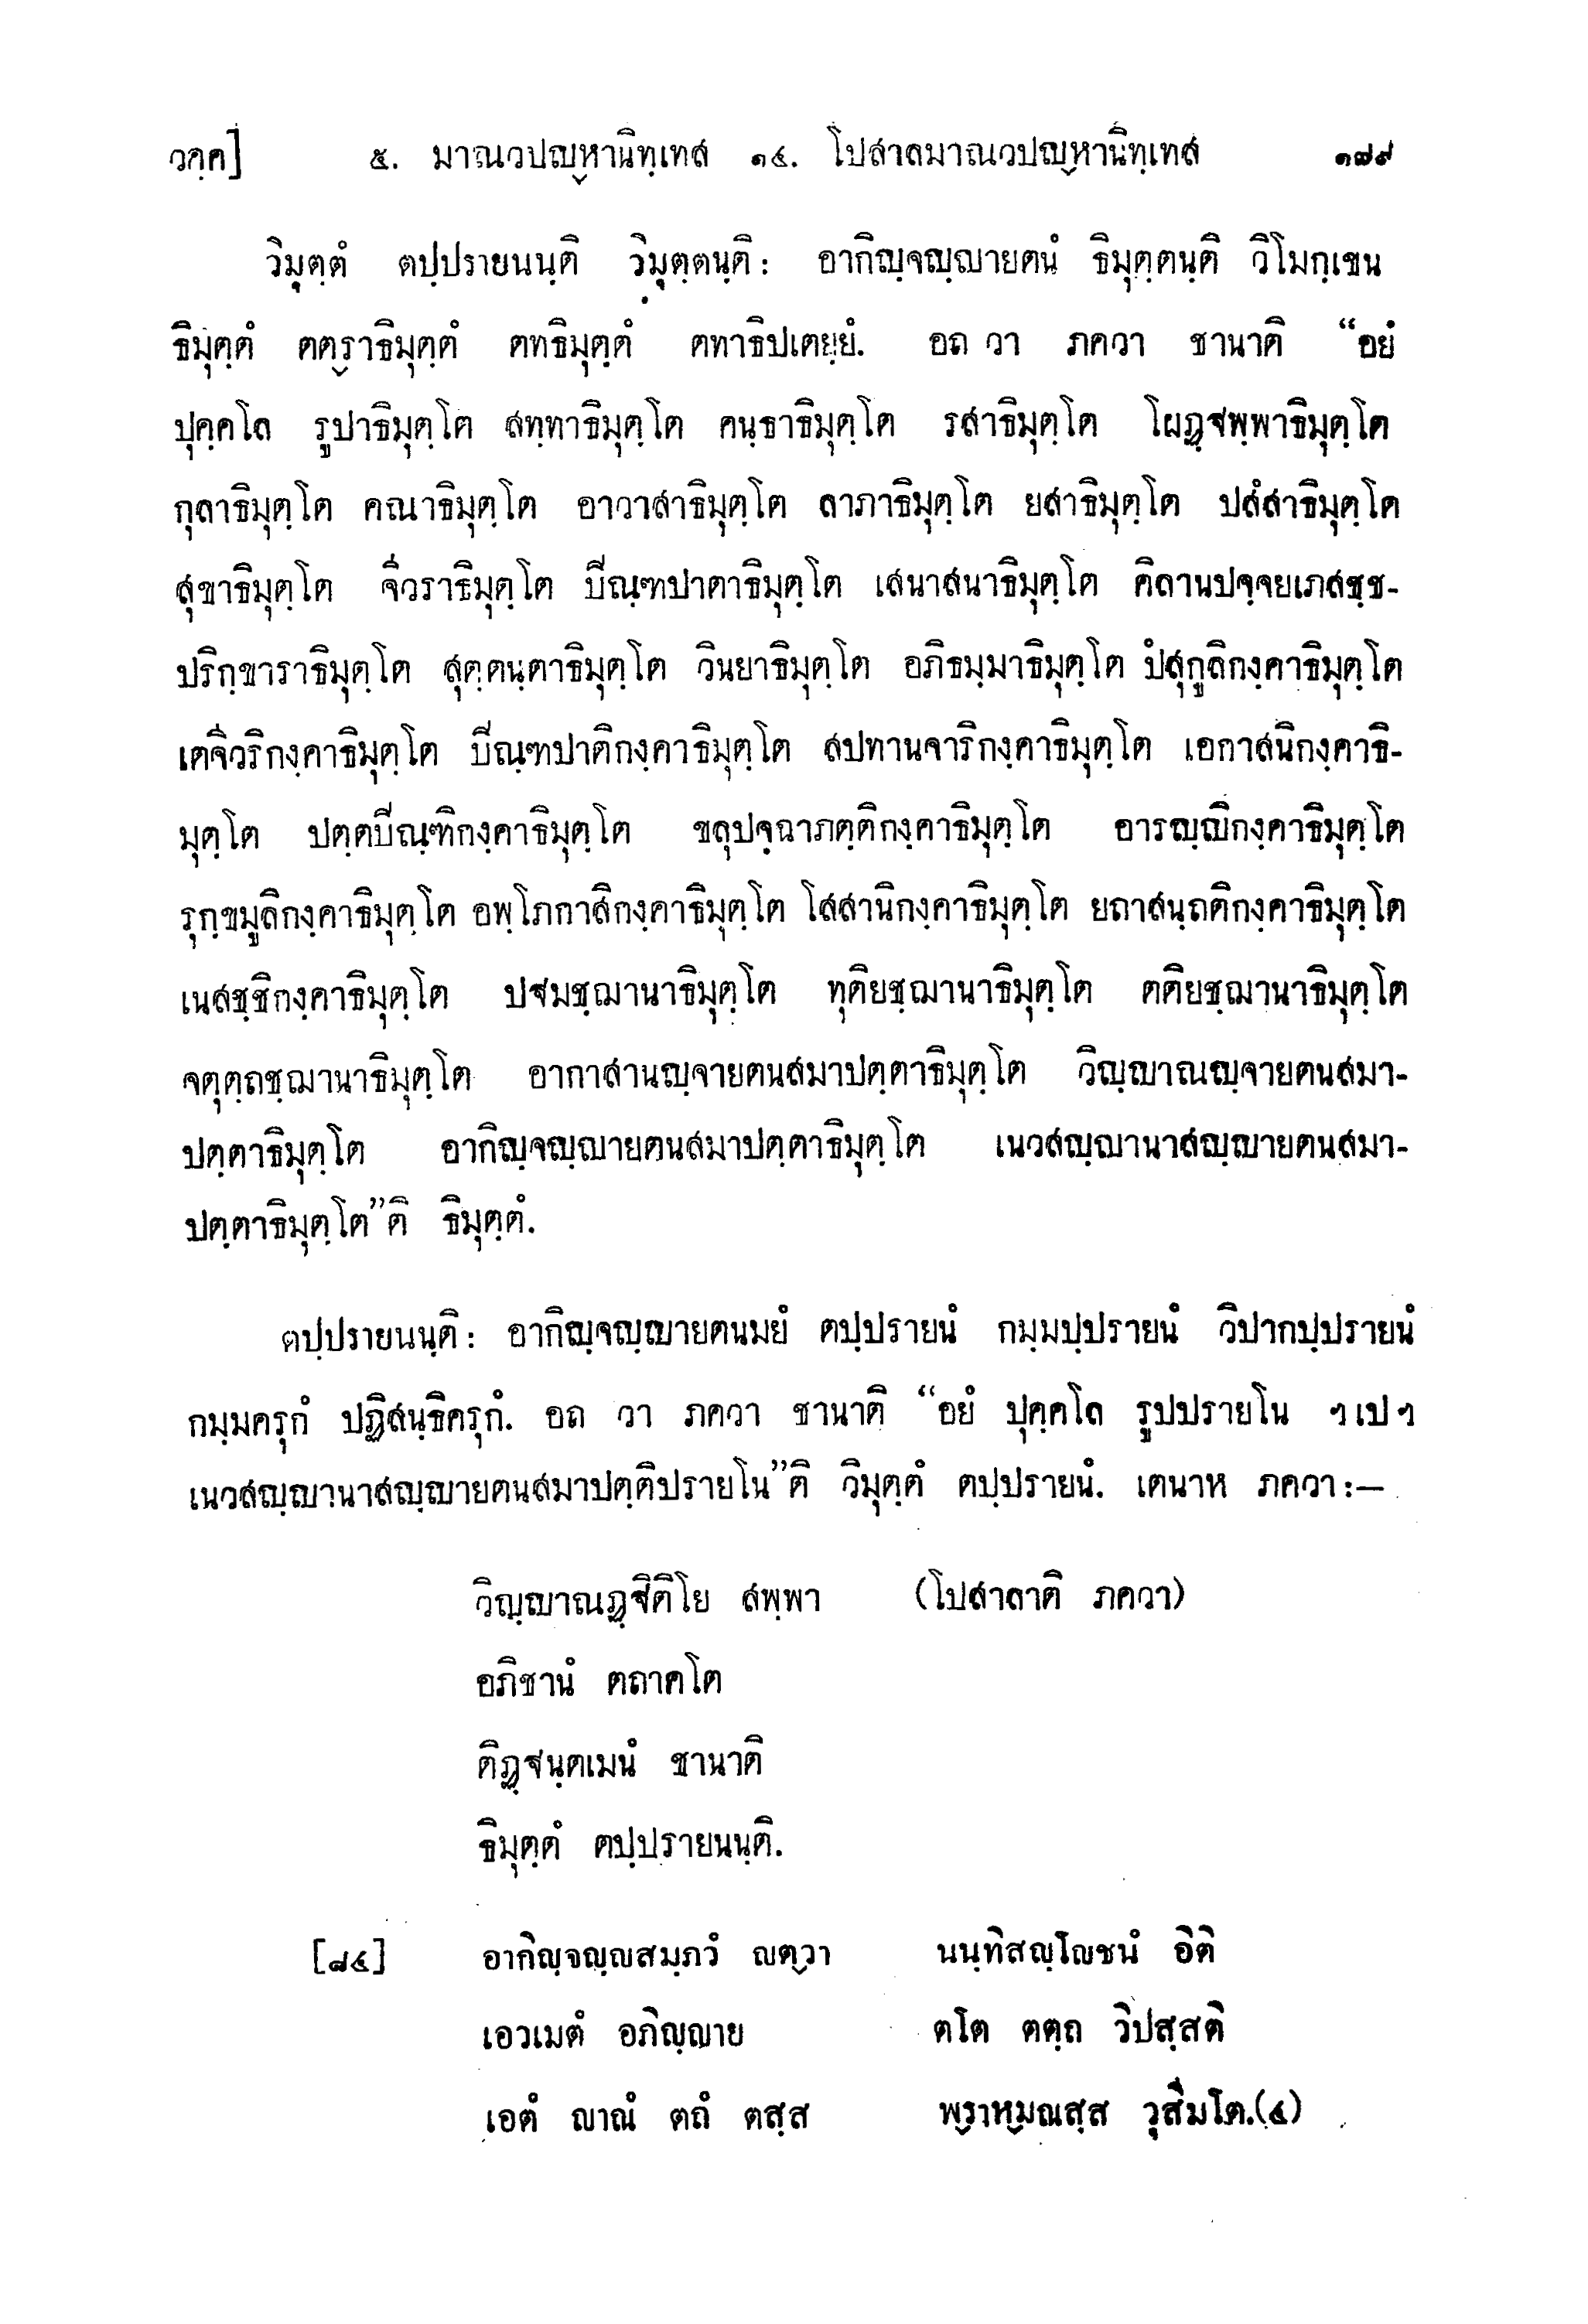 วคฺค] ๕. มาณวปญฺหานิทฺเทส ๑๔. โปสาลมาณวปญฺหานิทฺเทส ๑๗๙
วิมุตฺตํ ตปฺปรายนนฺติ วิมุตฺตนฺติ: อากิญฺจญฺญายตนํ ธิมุตฺตนฺติ วิโมกฺเขน
ธิมุตฺตํ ตตฺราธิมุตฺตํ ตทธิมุตฺตํ ตทาธิปเตยฺยํ. อถ วา ภควา ชานาติ “อยํ
ปุคฺคโล รูปาธิมุตฺโต สทฺทาธิมุตฺโต คนฺธาธิมุตฺโต รสาธิมุตฺโต โผฏฺฐพฺพาธิมุตฺโต
กุลาธิมุตฺโต คณาธิมุตฺโต อาวาสาธิมุตฺโต ลาภาธิมุตฺโต ยสาธิมุตฺโต ปสํสาธิมุตฺโต
สุขาธิมุตฺโต จีวราธิมุตฺโต ปิณฺฑปาตาธิมุตฺโต เสนาสนาธิมุตฺโต คิลานปจฺจยเภสชฺช-
ปริกฺขาราธิมุตฺโต สุตฺตนฺตาธิมุตฺโต วินยาธิมุตฺโต อภิธมฺมาธิมุตฺโต ปํสุกูลิกงฺคาธิมุตฺโต
เตจีวริกงฺคาธิมุตฺโต ปิณฺฑปาติกงฺคาธิมุตฺโต สปทานจาริกงฺคาธิมุตฺโต เอกาสนิกงฺคาธิ-
มุตฺโต ปตฺตปิณฺฑิกงฺคาธิมุตฺโต ขลุปจฺฉาภตฺติกงฺคาธิมุตฺโต อารญฺญิกงฺคาธิมุตฺโต
รุกฺขมูลิกงฺคาธิมุตฺโต อพฺโภกาสิกงฺคาธิมุตฺโต โสสานิกงฺคาธิมุตฺโต ยถาสนฺถติกงฺคาธิมุตฺโต
เนสชฺชิกงฺคาธิมุตฺโต ปฐมชฺฌานาธิมุตฺโต ทุติยชฺฌานาธิมุตฺโต ตติยชฺฌานาธิมุตฺโต
จตุตฺถชฺฌานาธิมุตฺโต อากาสานญฺจายตนสมาปตฺตาธิมุตฺโต วิญฺญาณญฺจายตนสมา-
ปตฺตาธิมุตฺโต อากิญฺจญฺญายตนสมาปตฺตาธิมุตฺโต เนวสญฺญานาสญฺญายตนสมา-
ปตฺตาธิมุตฺโต”ติ ธิมุตฺตํ.
ตปฺปรายนนฺติ: อากิญฺจญฺญายตนมยํ ตปฺปรายนํ กมฺมปฺปรายนํ วิปากปฺปรายนํ
กมฺมครุกํ ปฏิสนฺธิครุกํ. อถ วา ภควา ชานาติ “อยํ ปุคฺคโล รูปปรายโน ฯเปฯ
เนวสญฺญานาสญฺญายตนสมาปตฺติปรายโน”ติ วิมุตฺตํ ตปฺปรายนํ. เตนาห ภควา:–
วิญฺญาณฏฺฐิติโย สพฺพา (โปสาลาติ ภควา)
อภิชานํ ตถาคโต
ติฏฺฐนฺตเมนํ ชานาติ
ธิมุตฺตํ ตปฺปรายนนฺติ.
[๘๔] อากิญฺจญฺญสมฺภวํ ญตฺวา นนฺทิสญฺโญชนํ อิติ
เอวเมตํ อภิญฺญาย ตโต ตตฺถ วิปสฺสติ
เอตํ ญาณํ ตถํ ตสฺส พฺราหฺมณสฺส วุสีมโต.(๔)